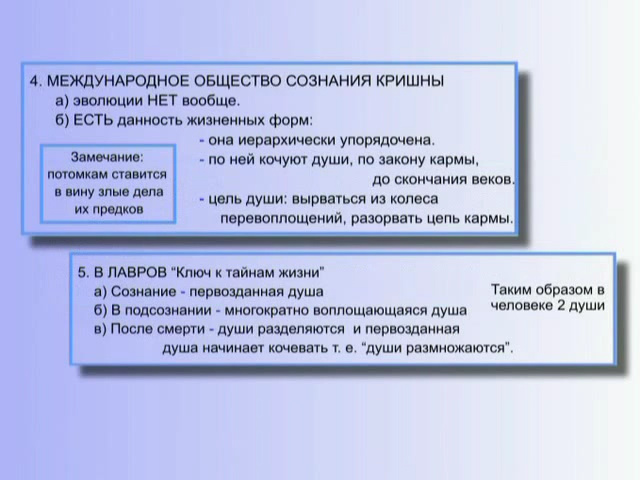 4. МЕЖДУНАРОДНОЕ ОБЩЕСТВО СОЗНАНИЯ КРИШНЫ
а) эволюции НЕТ вообще.
б) ЕСТЬ данность жизненных форм:
- она иерархически упорядочена.
- по ней кочуют души, по закону кармы,
до скончания веков.
- цель души: вырваться из колеса
перевоплощений, разорвать цепь кармы.
Замечание:
потомкам ставится
в вину злые дела
их предков
5. В ЛАВРОВ “Ключ к тайнам жизни”
а) Сознание - первозданная душа
б) В подсознании - многократно воплощающаяся душа
в) После смерти - души разделяются и первозданная
душа начинает кочевать т. е. “души размножаются”.
Таким образом в
человеке 2 души